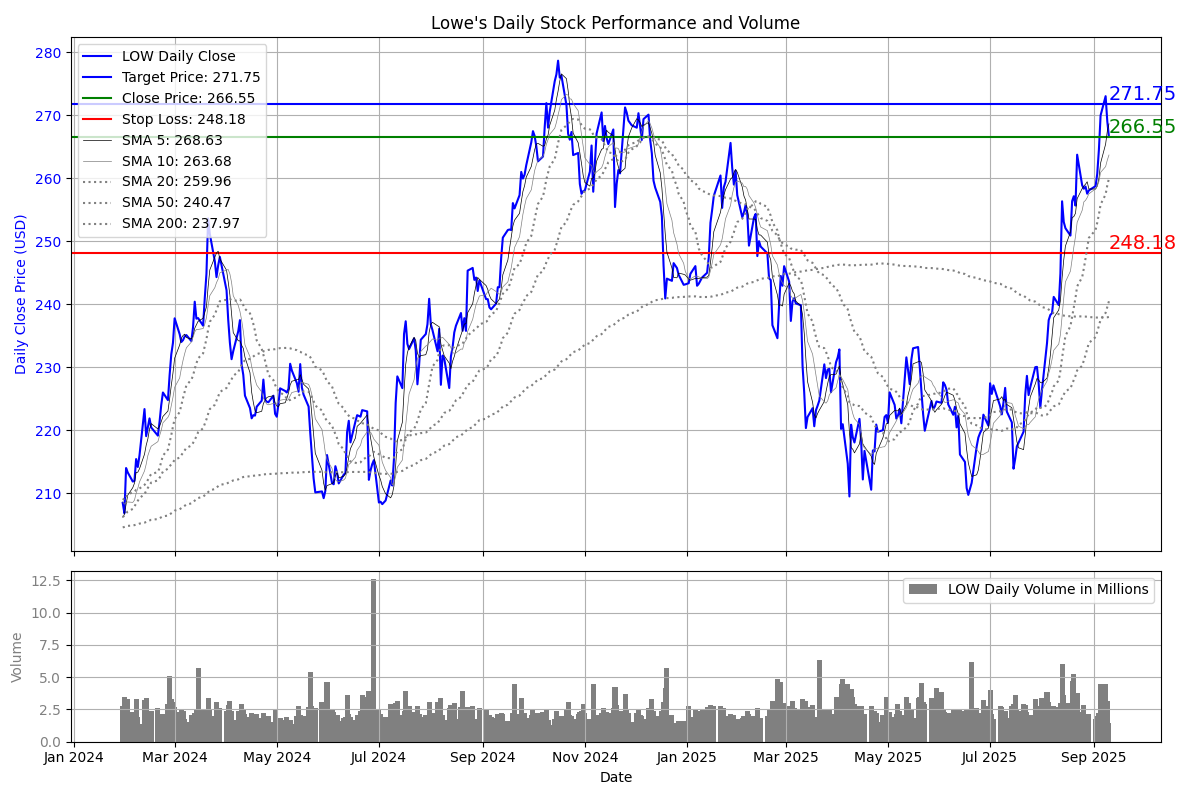 Lowe's Daily Stock Performance and Volume
280
270
260
250
240
230
220
210
Daily Close Price (USD)
LOW Daily Close
Target Price: 271.75
Close Price: 266.55
Stop Loss: 248.18
SMA 5: 268.63
SMA 10: 263.68
SMA 20: 259.96
SMA 50: 240.47
SMA 200: 237.97
271.75
266.55
248.18
12.5
10.0
7.5
5.0
2.5
0.0
Volume
LOW Daily Volume in Millions
Jan 2024 Mar 2024 May 2024 Jul 2024 Sep 2024 Nov 2024 Jan 2025 Mar 2025 May 2025 Jul 2025 Sep 2025
Date